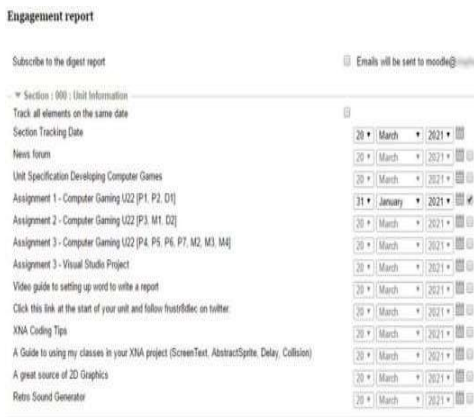 Engagement report
Subscribe to the digest report Emails will be sent to moodle@
Section : 000 : Unit Information
Track all elements on the same date
Section Tracking Date 20 March 2021
News forum 20 March 2021
Unit Specification Developing Computer Games 20 March 2021
Assignment 1 - Computer Gaming U22 [P1, P2, D1] 31 January 2021
Assignment 2 - Computer Gaming U22 [P3, M1, D2] 20 March 2021
Assignment 3 - Computer Gaming U22 [P4, P5, P6, P7, M2, M3, M4] 20 March 2021
Assignment 3 - Visual Studio Project 20 March 2021
Video guide to setting up word to write a report 20 March 2021
Click this link at the start of your unit and follow on twitter. 20 March 2021
XNA Coding Tips 20 March 2021
A Guide to using my classes in your XNA project (ScreenText, AbstractSprite, Delay, Collision) 20 March 2021
A great source of 2D Graphics 20 March 2021
Retro Sound Generator 20 March 2021